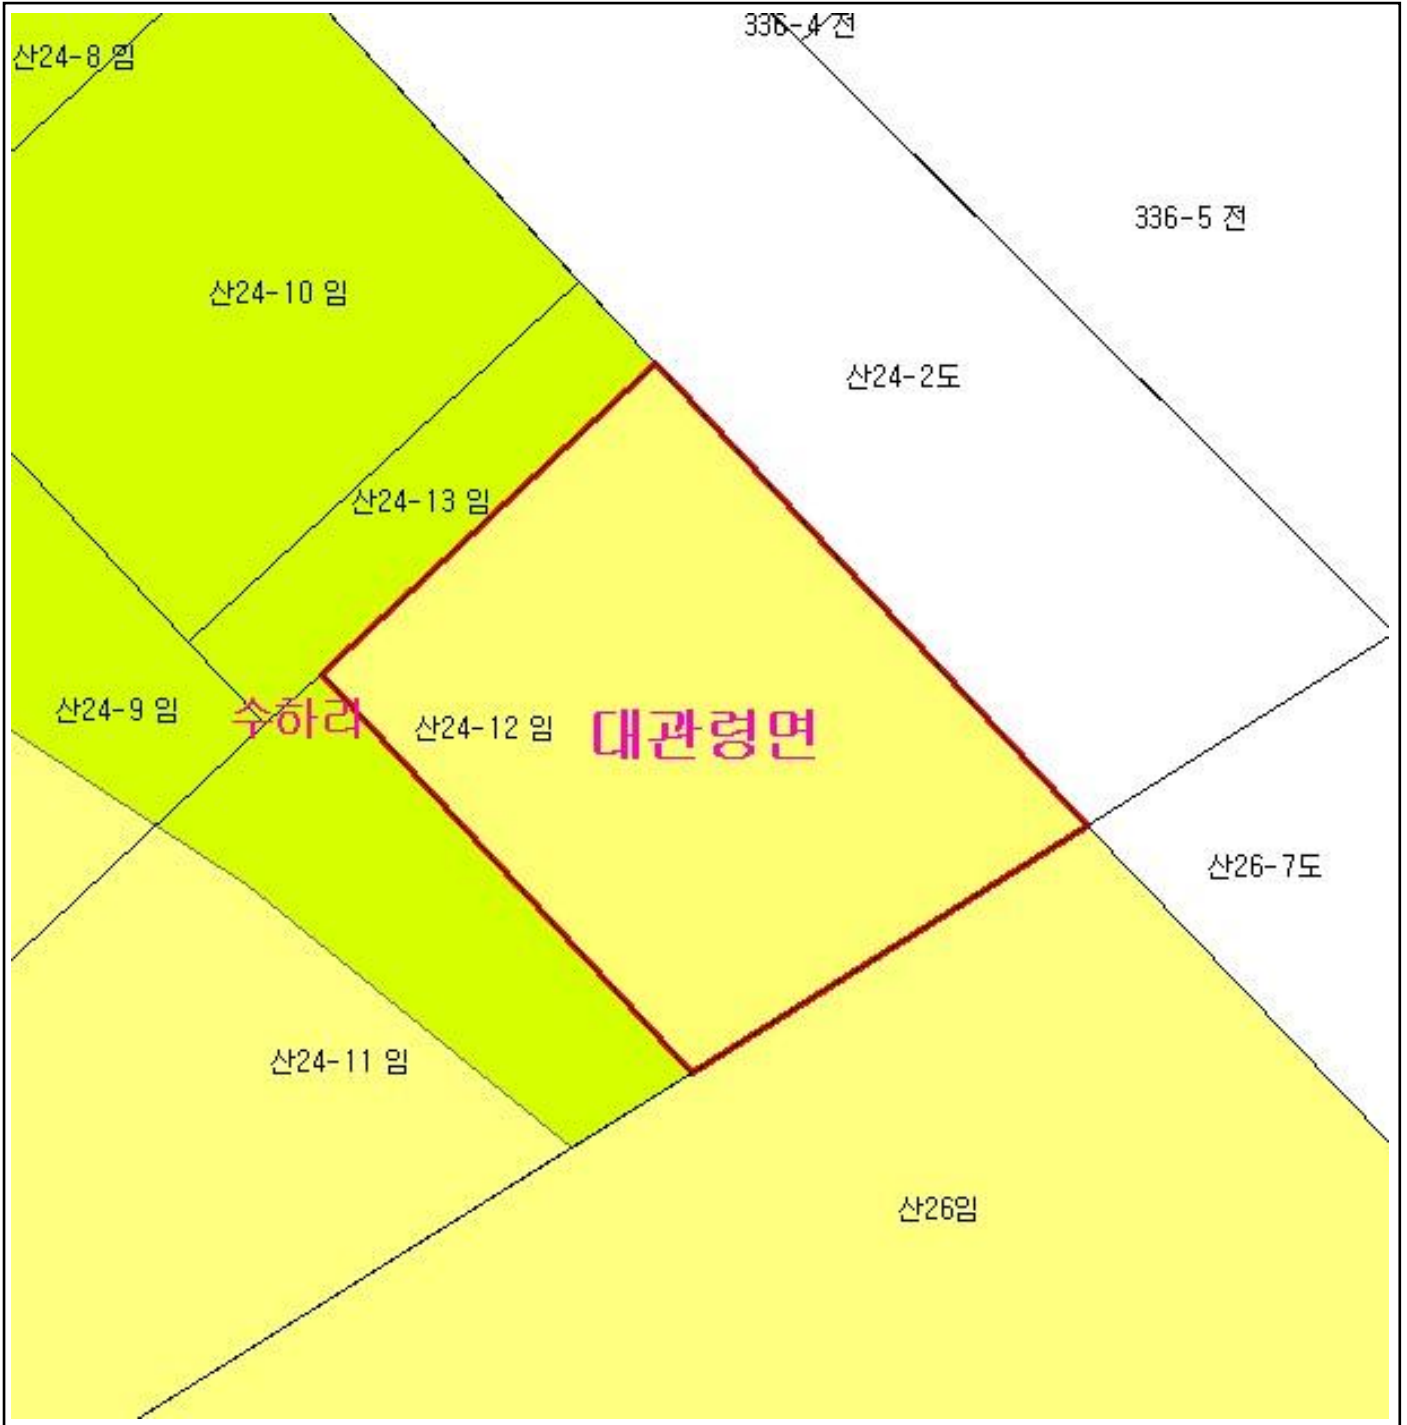 336-4 전
산24-8 임
336-5 전
산24-10 임
산24-2도
산24-13 임
산24-9 임
수하리
산24-12 임
대관령면
산26-7도
산24-11 임
산26임